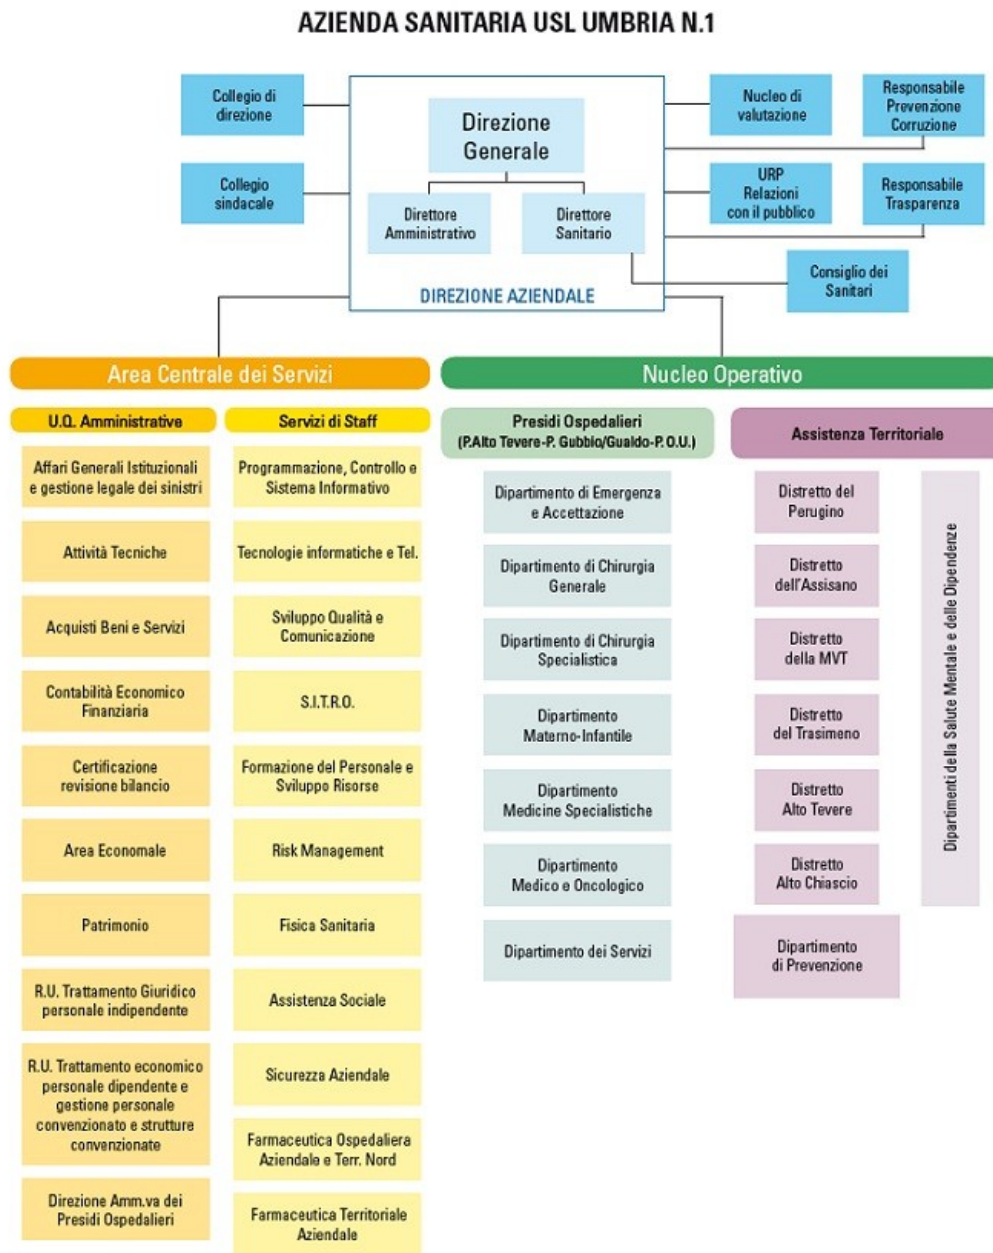 AZIENDA SANITARIA USL UMBRIA N.1
Collegio di
direzione
Collegio
sindacale
Direzione
Generale
Direttore
Amministrativo
Direttore
Sanitario
DIREZIONE AZIENDALE
Nucleo di
valutazione
Responsabile
Prevenzione
Corruzione
URP
Relazioni
con il pubblico
Responsabile
Trasparenza
Consiglio dei
Sanitari
Area Centrale dei Servizi
U.O. Amministrative
Affari Generali Istituzionali
e gestione legale dei sinistri
Attività Tecniche
Acquisti Beni e Servizi
Contabilità Economico
Finanziaria
Certificazione
revisione bilancio
Area Economale
Patrimonio
R.U. Trattamento Giuridico
personale indipendente
R.U. Trattamento economico
personale dipendente e
gestione personale
convenzionato e strutture
convenzionate
Direzione Amm.va dei
Presidi Ospedalieri
Servizi di Staff
Programmazione, Controllo e
Sistema Informativo
Tecnologie informatiche e Tel.
Sviluppo Qualità e
Comunicazione
S.I.T.R.O.
Formazione del Personale e
Sviluppo Risorse
Risk Management
Fisica Sanitaria
Assistenza Sociale
Sicurezza Aziendale
Farmaceutica Ospedaliera
Aziendale e Terr. Nord
Farmaceutica Territoriale
Aziendale
Nucleo Operativo
Presidi Ospedalieri
(P.Alto Tevere-P. Gubbio/Gualdo-P. O.U.)
Dipartimento di Emergenza
e Accettazione
Dipartimento di Chirurgia
Generale
Dipartimento di Chirurgia
Specialistica
Dipartimento
Materno-Infantile
Dipartimento
Medicine Specialistiche
Dipartimento
Medico e Oncologico
Dipartimento dei Servizi
Assistenza Territoriale
Distretto del
Perugino
Distretto
dell'Assisano
Distretto
della MVT
Distretto
del Trasimeno
Distretto
Alto Tevere
Distretto
Alto Chiascio
Dipartimento
di Prevenzione
Dipartimenti della Salute Mentale e delle Dipendenze